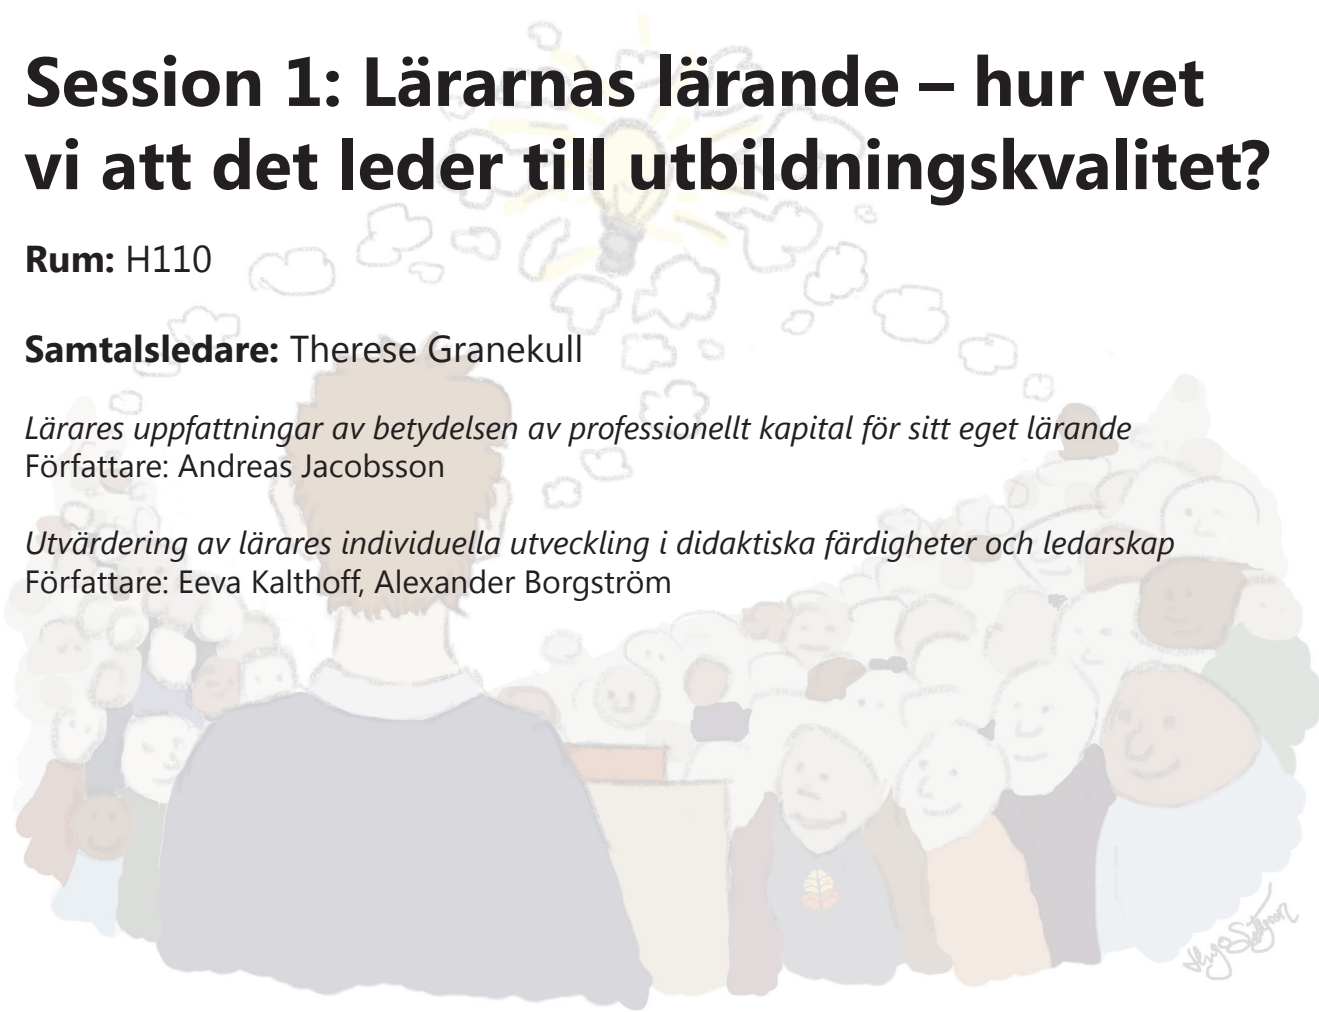 Session 1: Lärarnas lärande – hur vet
vi att det leder till utbildningskvalitet?
Rum: H110
Samtalsledare: Therese Granekull
Lärares uppfattningar av betydelsen av professionellt kapital för sitt eget lärande
Författare: Andreas Jacobsson
Utvärdering av lärares individuella utveckling i didaktiska färdigheter och ledarskap
Författare: Eeva Kalthoff, Alexander Borgström